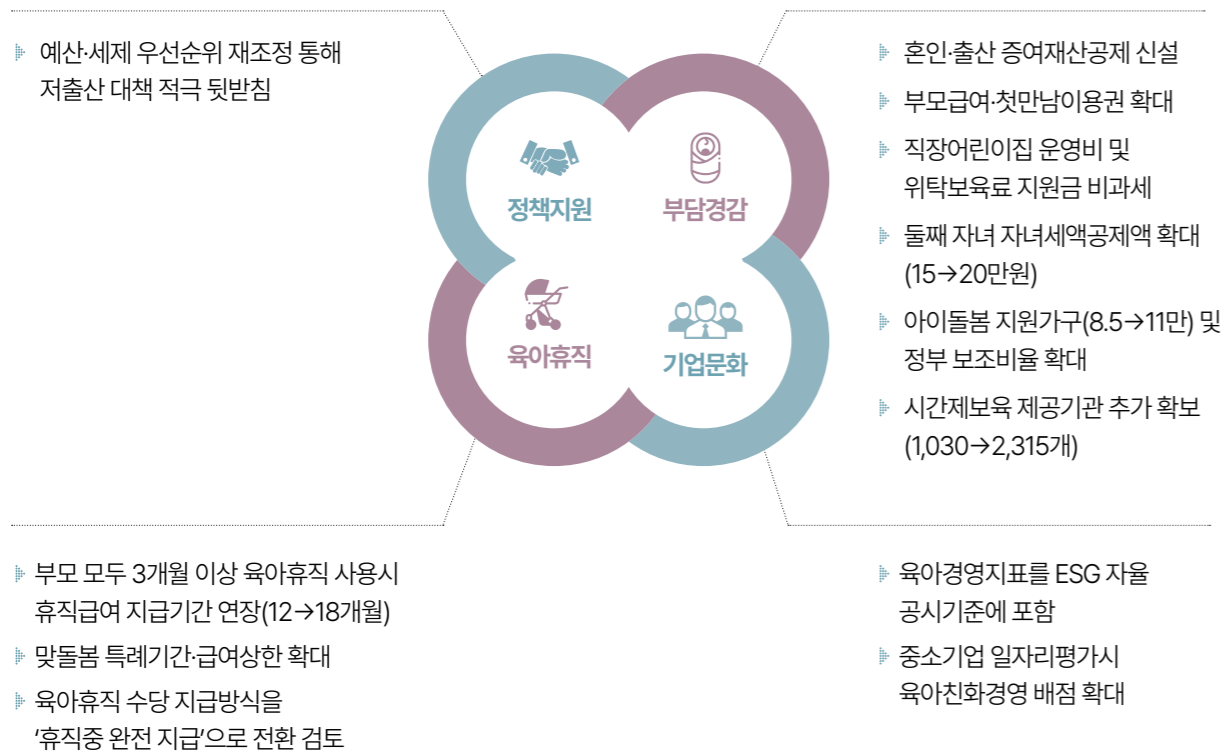 예산·세제 우선순위 재조정 통해
저출산 대책 적극 뒷받침
정책지원
부담경감
육아휴직
기업문화
혼인·출산 증여재산공제 신설
부모급여·첫만남이용권 확대
직장어린이집 운영비 및
위탁보육료 지원금 비과세
둘째 자녀 자녀세액공제액 확대
(15→20만원)
아이돌봄 지원가구(8.5→11만) 및
정부 보조비율 확대
시간제보육 제공기관 추가 확보
(1,030→2,315개)
부모 모두 3개월 이상 육아휴직 사용시
휴직급여 지급기간 연장(12→18개월)
맞돌봄 특례기간·급여상한 확대
육아휴직 수당 지급방식을
‘휴직중 완전 지급’으로 전환 검토
육아경영지표를 ESG 자율
공시기준에 포함
중소기업 일자리평가시
육아친화경영 배점 확대